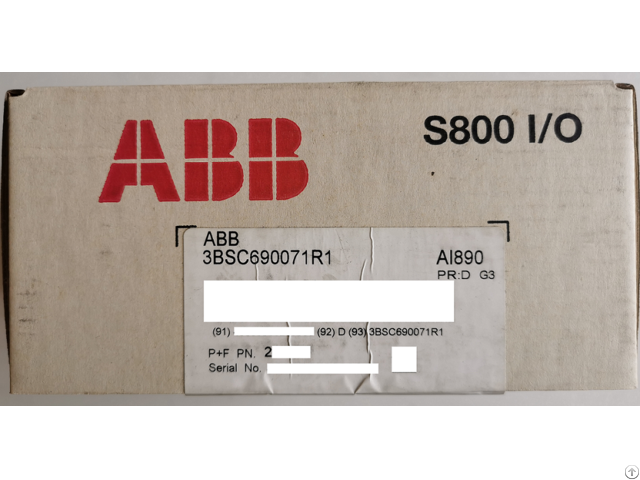 ABB
S800 I/O
ABB
3BSC690071R1 AI890
PR:D G3
(91) (92) D (93) 3BSC690071R1
P+F PN. 2
Serial No.